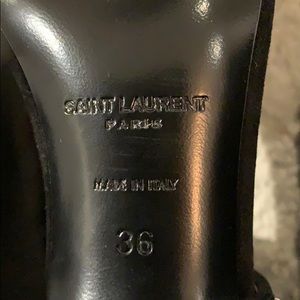 SAINT LAURENT
PARIS
MADE IN ITALY
36